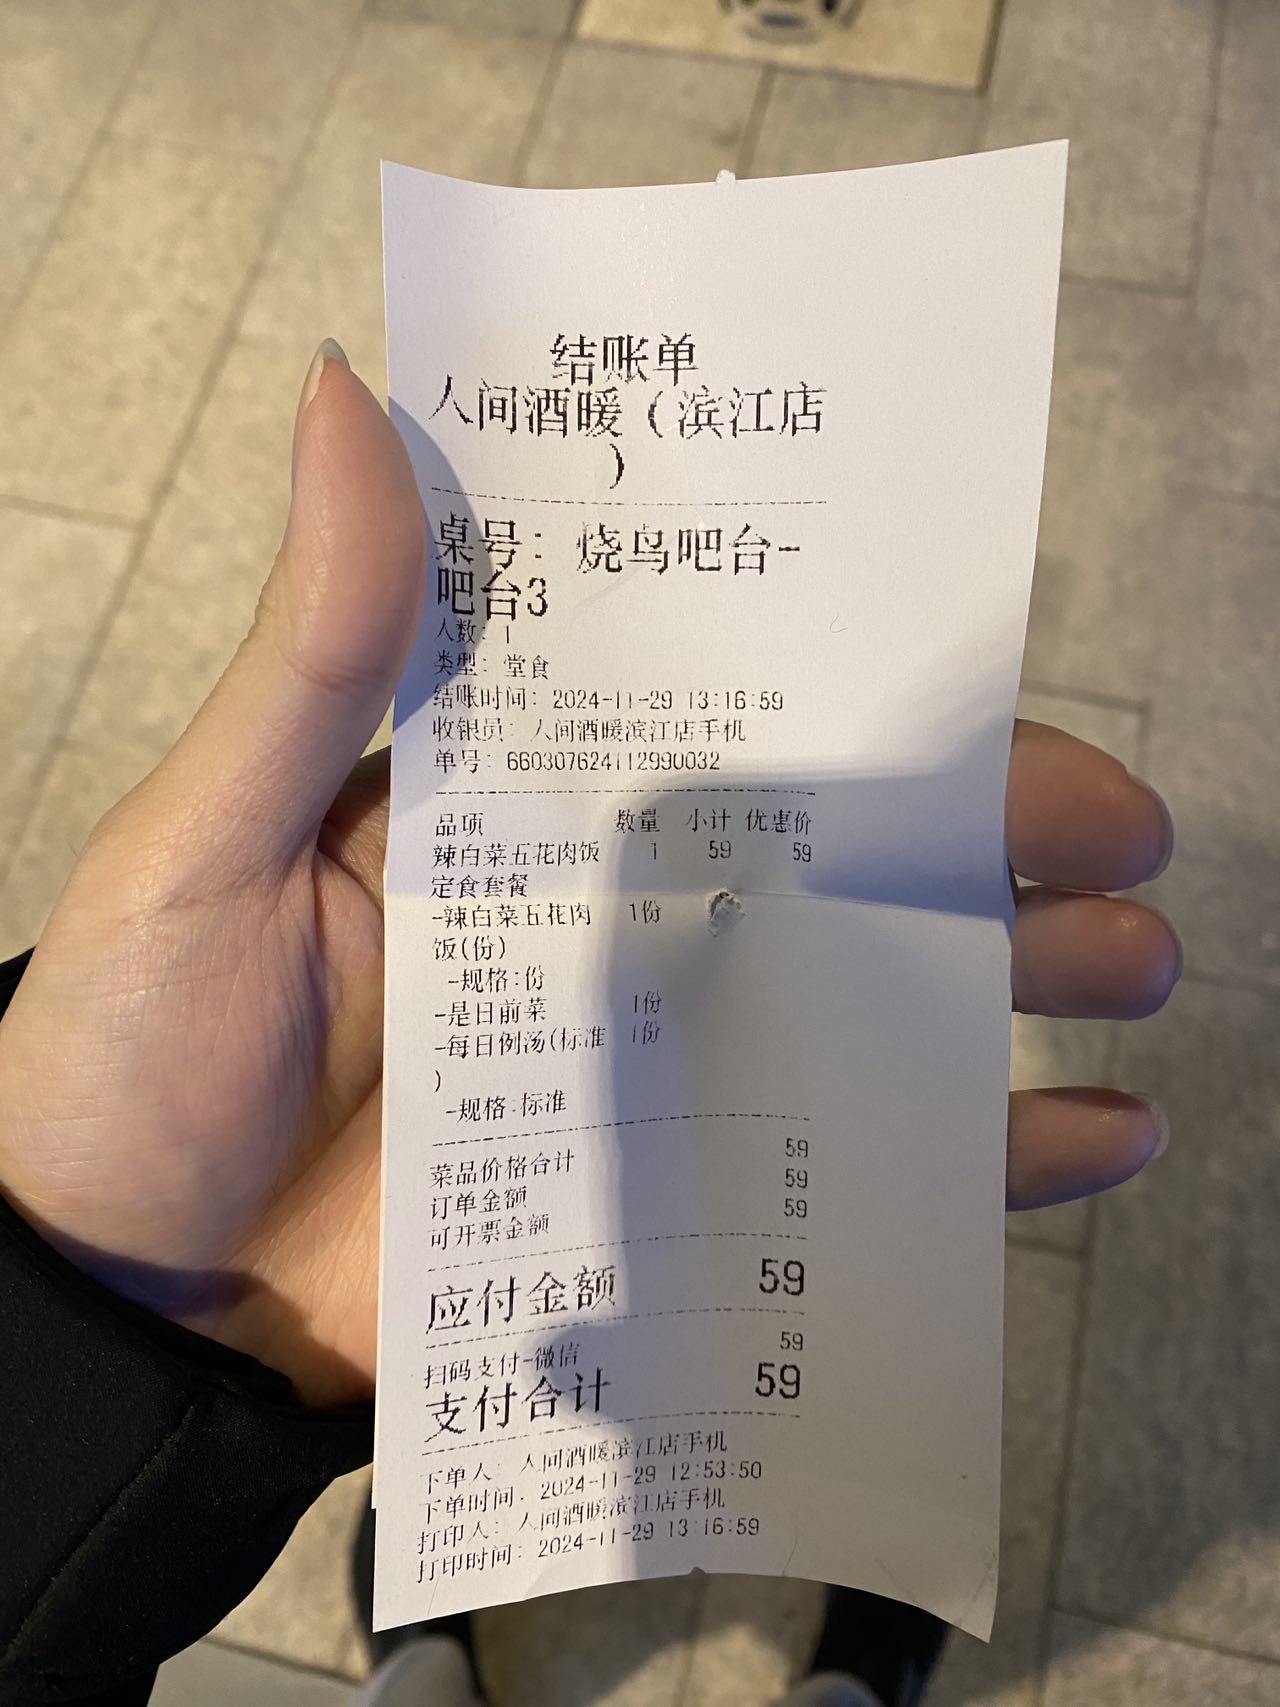 结账单
人间酒暖（滨江店
）
桌号：烧鸟吧台-
吧台3
人数：1
类型：堂食
结账时间：2024-11-29 13:16:59
收银员：人间酒暖滨江店手机
单号：660307624112990032
品项 数量 小计 优惠价
辣白菜五花肉饭 1 59 59
定食套餐
-辣白菜五花肉 1份
饭(份)
-规格:份
-是日前菜 1份
-每日例汤(标准 1份
)
-规格:标准
菜品价格合计 59
订单金额 59
可开票金额 59
应付金额 59
扫码支付-微信 59
支付合计 59
下单人：人间酒暖滨江店手机
下单时间：2024-11-29 12:53:50
打印人：人间酒暖滨江店手机
打印时间：2024-11-29 13:16:59